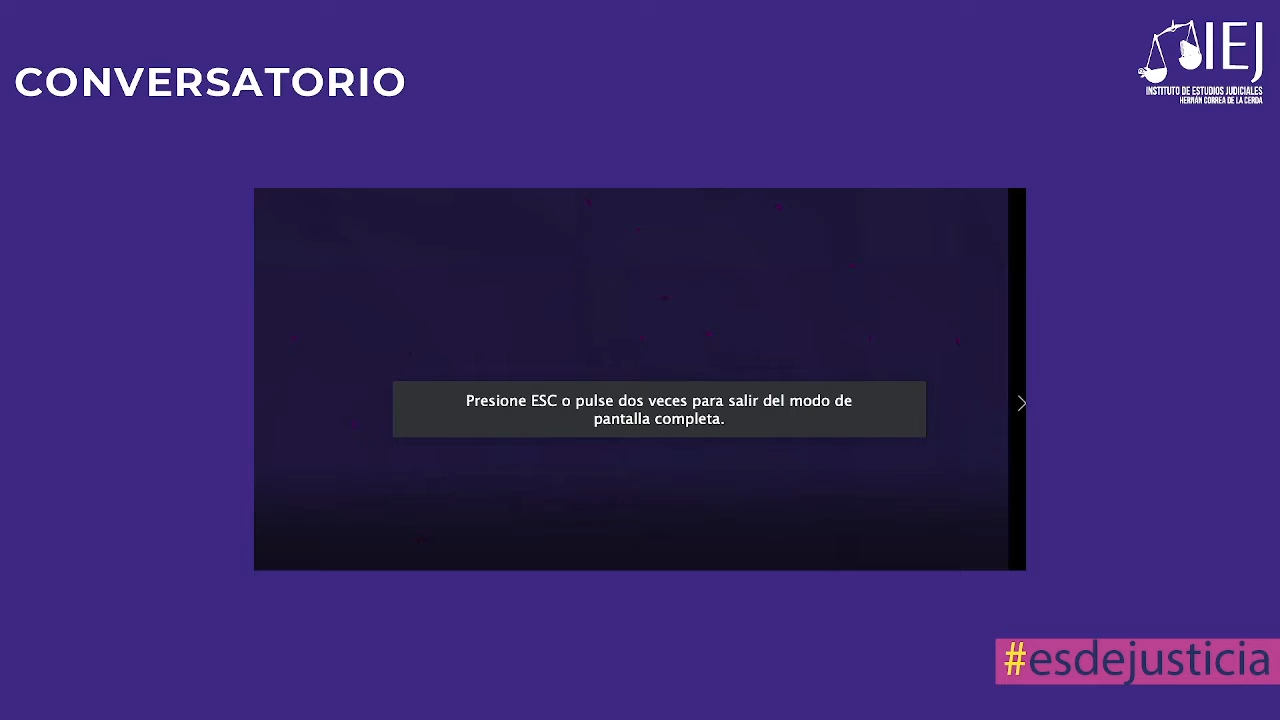 CONVERSATORIO
IEJ
INSTITUTO DE ESTUDIOS JUDICIALES
HERNÁN CORREA DE LA CERDA
Presione ESC o pulse dos veces para salir del modo de
pantalla completa.
#esdejusticia